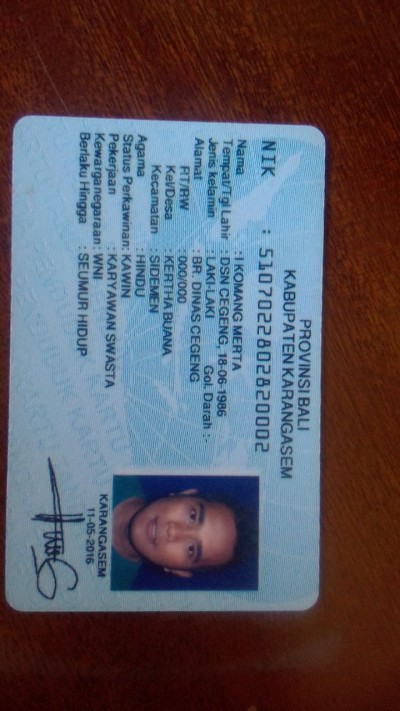 PROVINSI BALI
KABUPATEN KARANGASEM
NIK : 5107022802820002
Nama : I KOMANG MERTA
Tempat/Tgl Lahir : DSN CEGENG, 18-06-1986
Jenis kelamin : LAKI-LAKI Gol. Darah :-
Alamat : BR. DINAS CEGENG
RT/RW : 000/000
Kel/Desa : KERTHA BUANA
Kecamatan : SIDEMEN
Agama : HINDU
Status Perkawinan: KAWIN
Pekerjaan : KARYAWAN SWASTA
Kewarganegaraan: WNI
Berlaku Hingga : SEUMUR HIDUP
KARANGASEM
11-05-2016